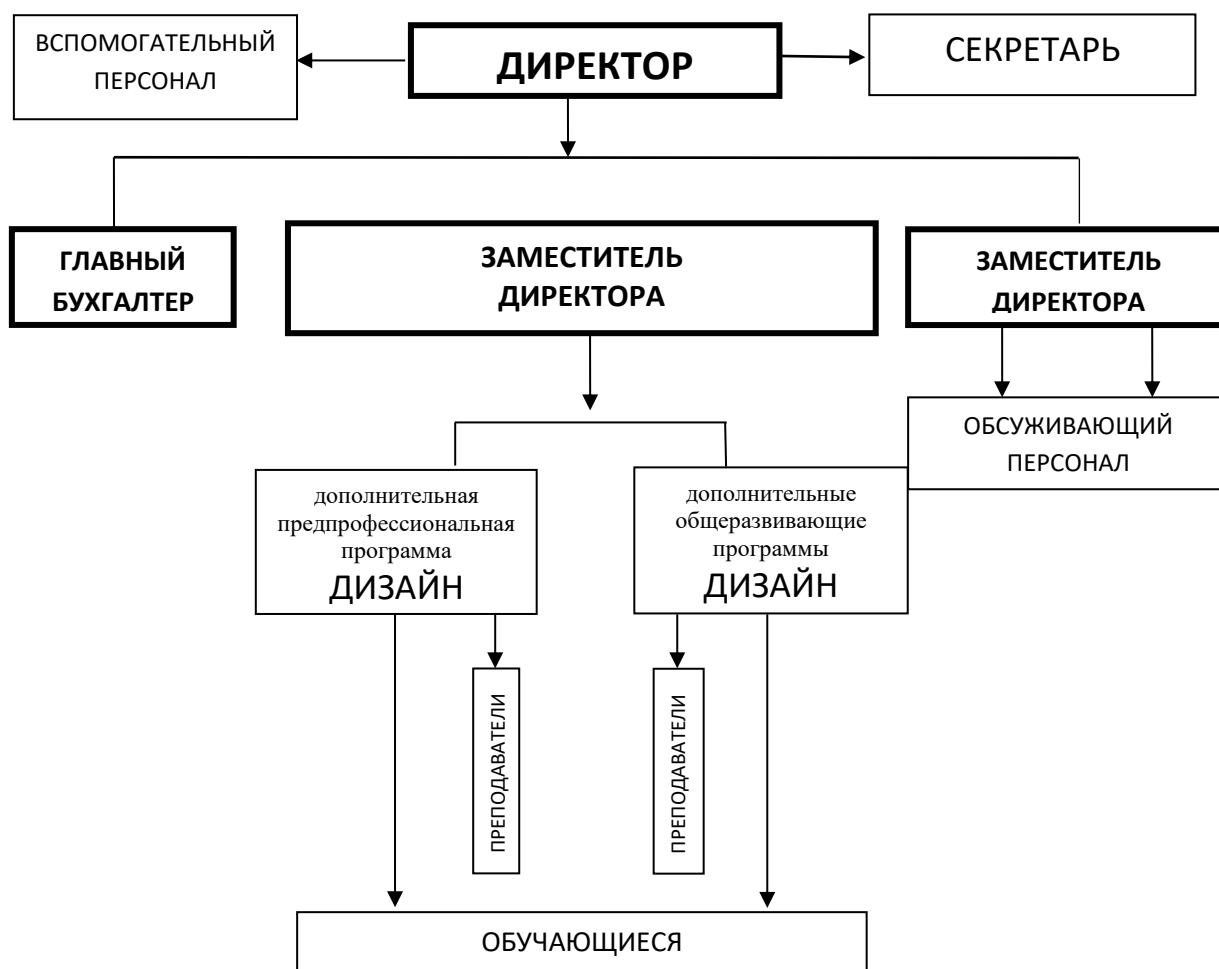 ВСПОМОГАТЕЛЬНЫЙ
ПЕРСОНАЛ
ДИРЕКТОР
СЕКРЕТАРЬ
ГЛАВНЫЙ
БУХГАЛТЕР
ЗАМЕСТИТЕЛЬ
ДИРЕКТОРА
ЗАМЕСТИТЕЛЬ
ДИРЕКТОРА
ОБСУЖИВАЮЩИЙ
ПЕРСОНАЛ
дополнительная
предпрофессиональная
программа
ДИЗАЙН
дополнительные
общеразвивающие
программы
ДИЗАЙН
ПРЕПОДАВАТЕЛИ
ПРЕПОДАВАТЕЛИ
ОБУЧАЮЩИЕСЯ